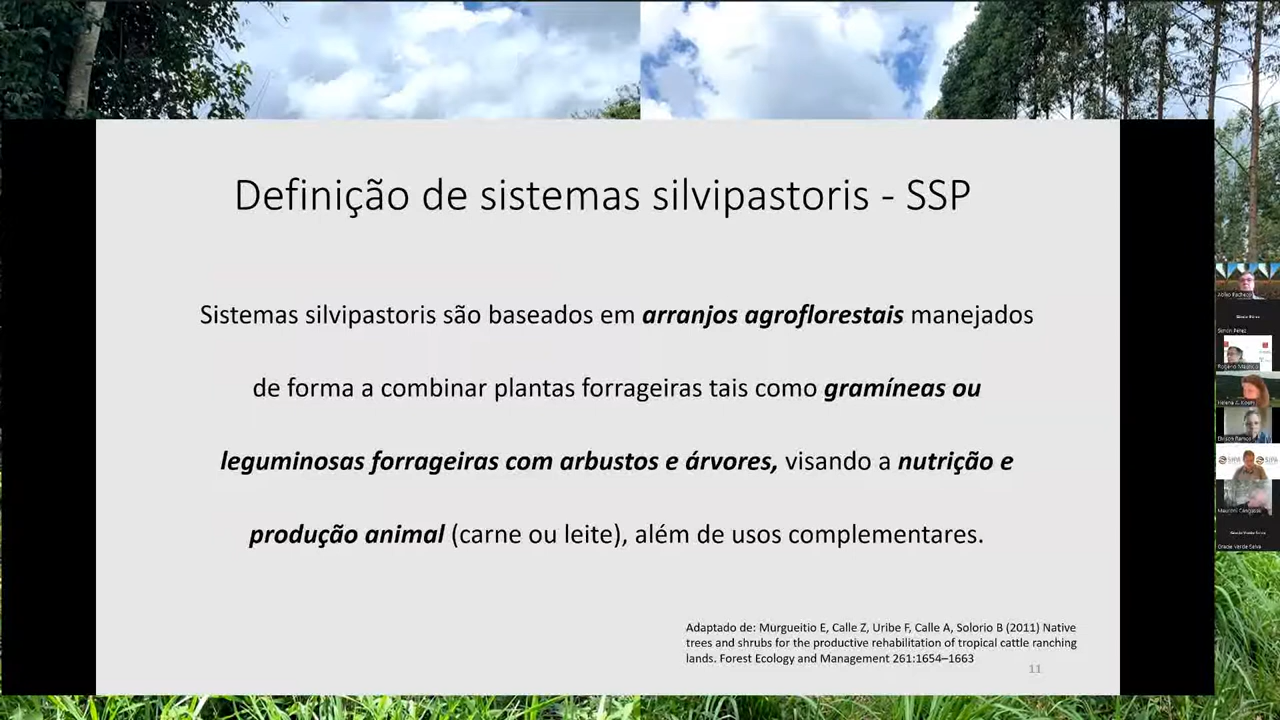 Definição de sistemas silvipastoris - SSP
Sistemas silvipastoris são baseados em arranjos agroflorestais manejados
de forma a combinar plantas forrageiras tais como gramíneas ou
leguminosas forrageiras com arbustos e árvores, visando a nutrição e
produção animal (carne ou leite), além de usos complementares.
Adaptado de: Murgueitio E, Calle Z, Uribe F, Calle A, Solorio B (2011) Native
trees and shrubs for the productive rehabilitation of tropical cattle ranching
lands. Forest Ecology and Management 261:1654–1663
11